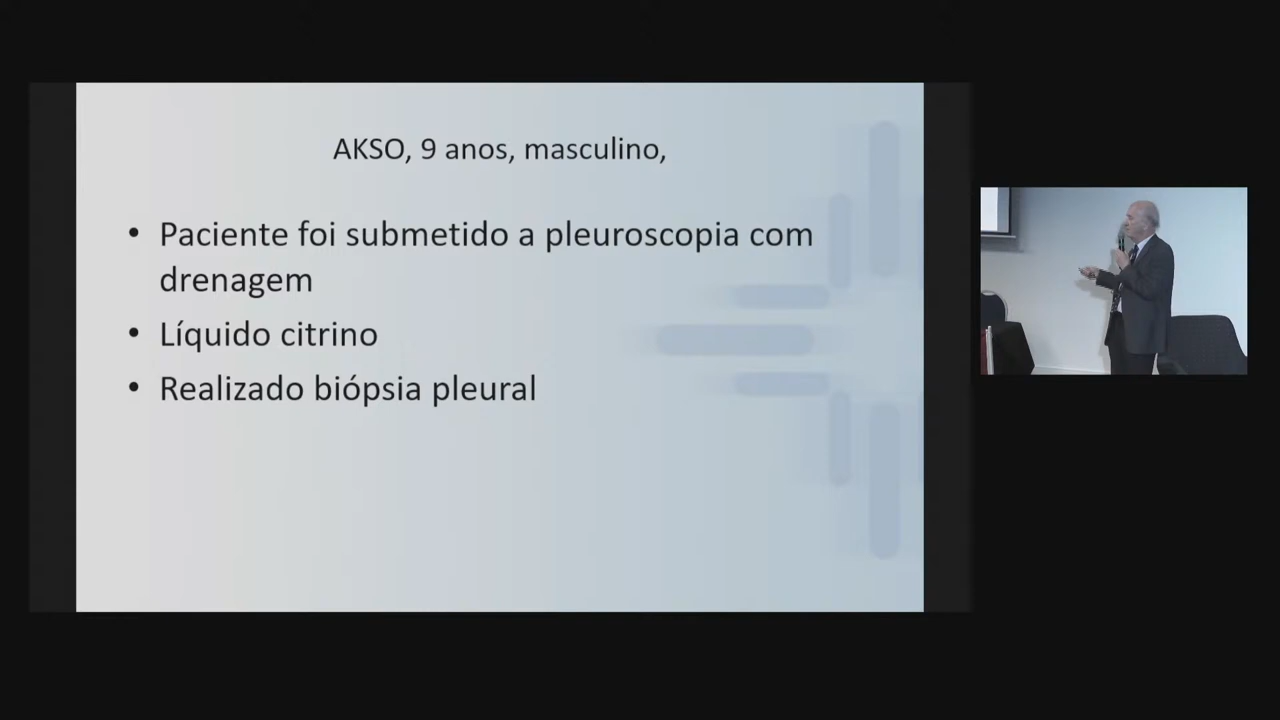 AKSO, 9 anos, masculino,
• Paciente foi submetido a pleuroscopia com
drenagem
• Líquido citrino
• Realizado biópsia pleural